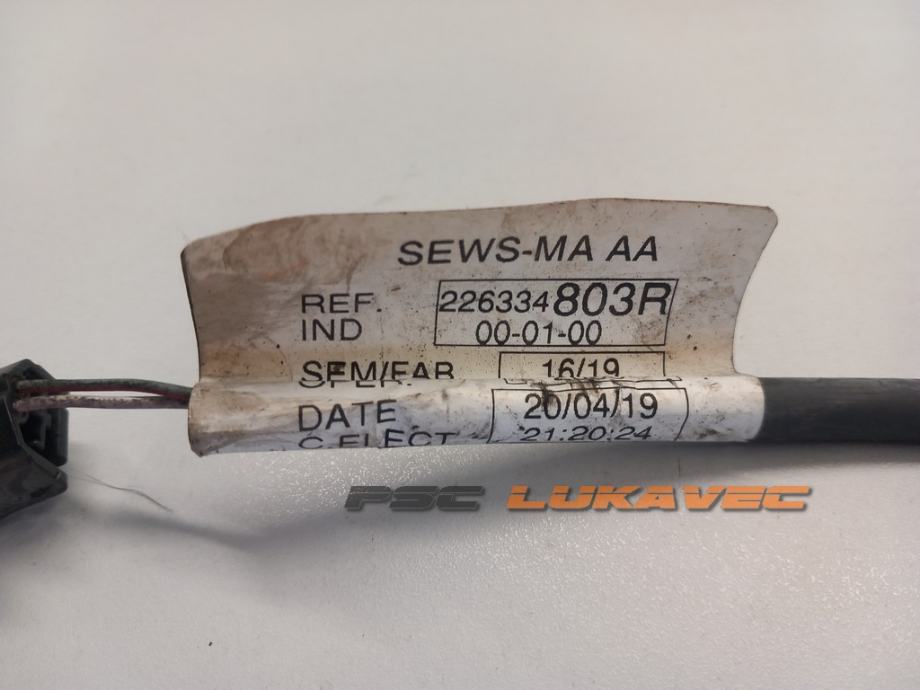 SEWS-MA AA
REF. 226334803R
IND 00-01-00
SEM/FAB 16/19
DATE 20/04/19
C.ELECT 21:20:24
PSC LUKAVEC